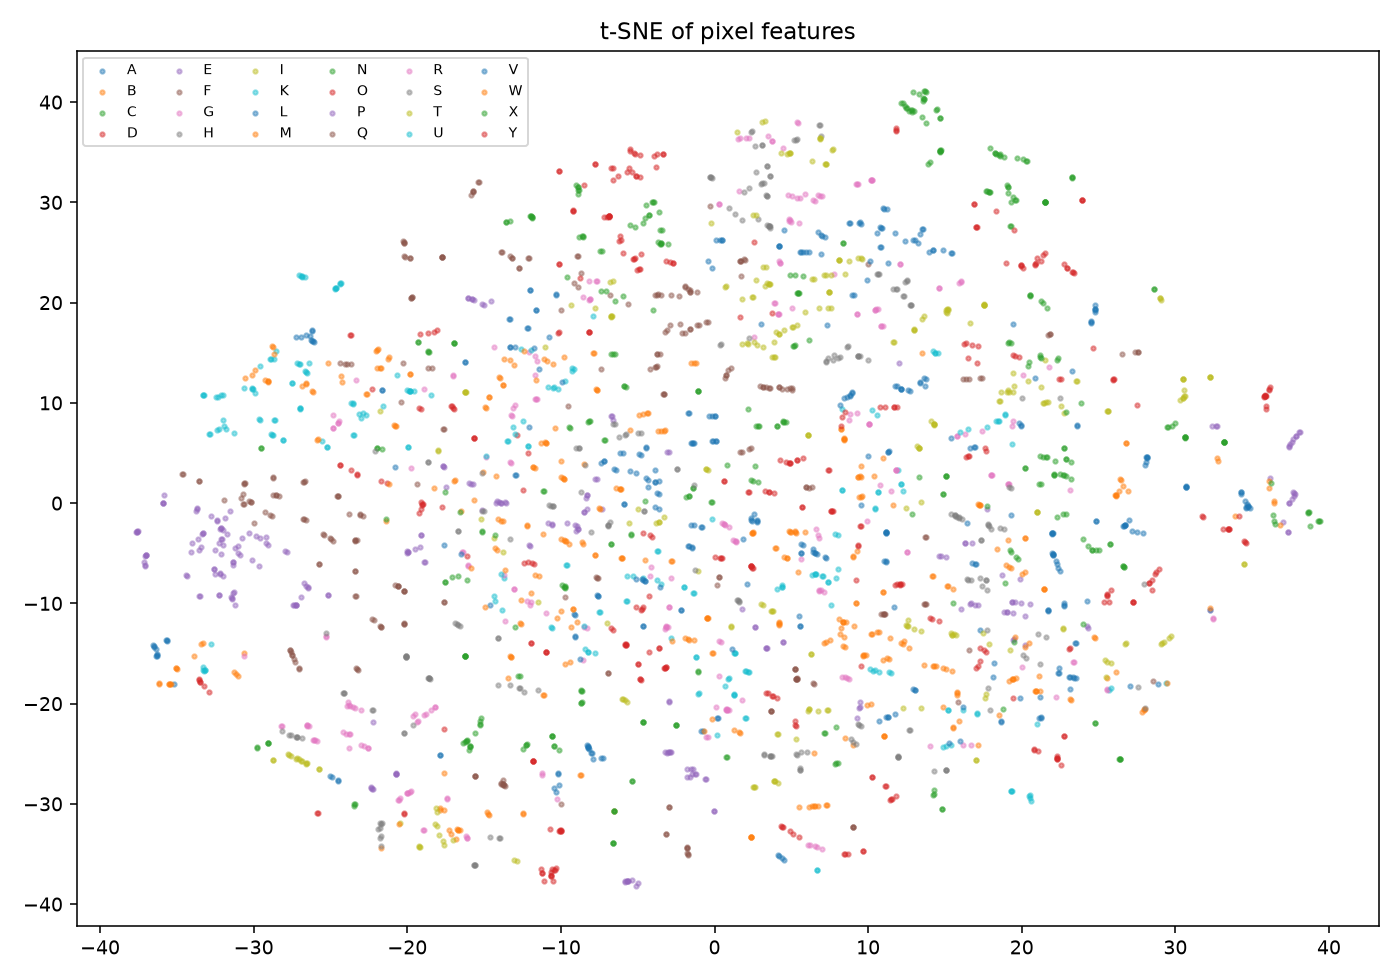 t-SNE of pixel features
A E I N R V
B F K O S W
C G L P T X
D H M Q U Y
40
30
20
10
0
−10
−20
−30
−40
−40 −30 −20 −10 0 10 20 30 40